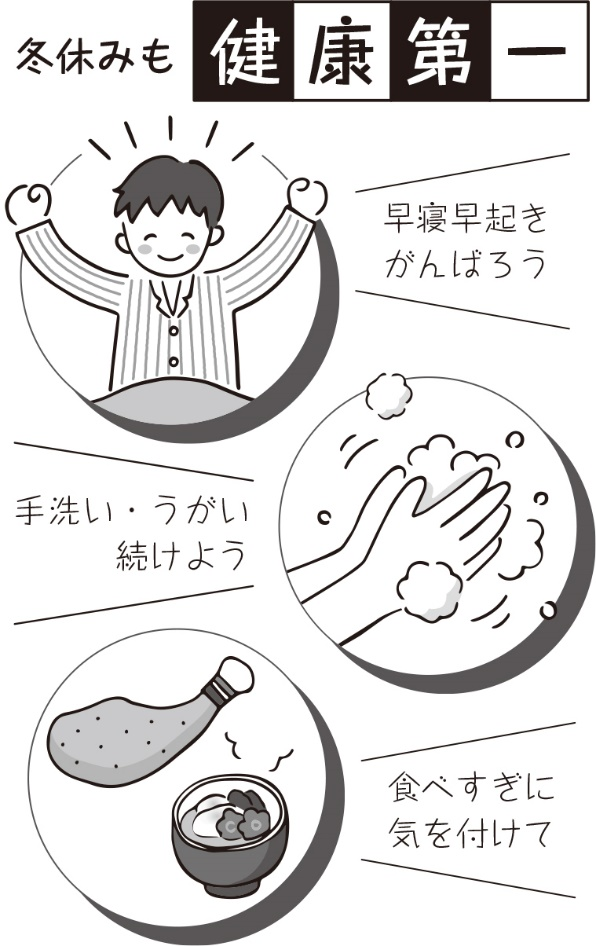 冬休みも 健康第一
早寝早起き
がんばろう
手洗い・うがい
続けよう
食べすぎに
気を付けて